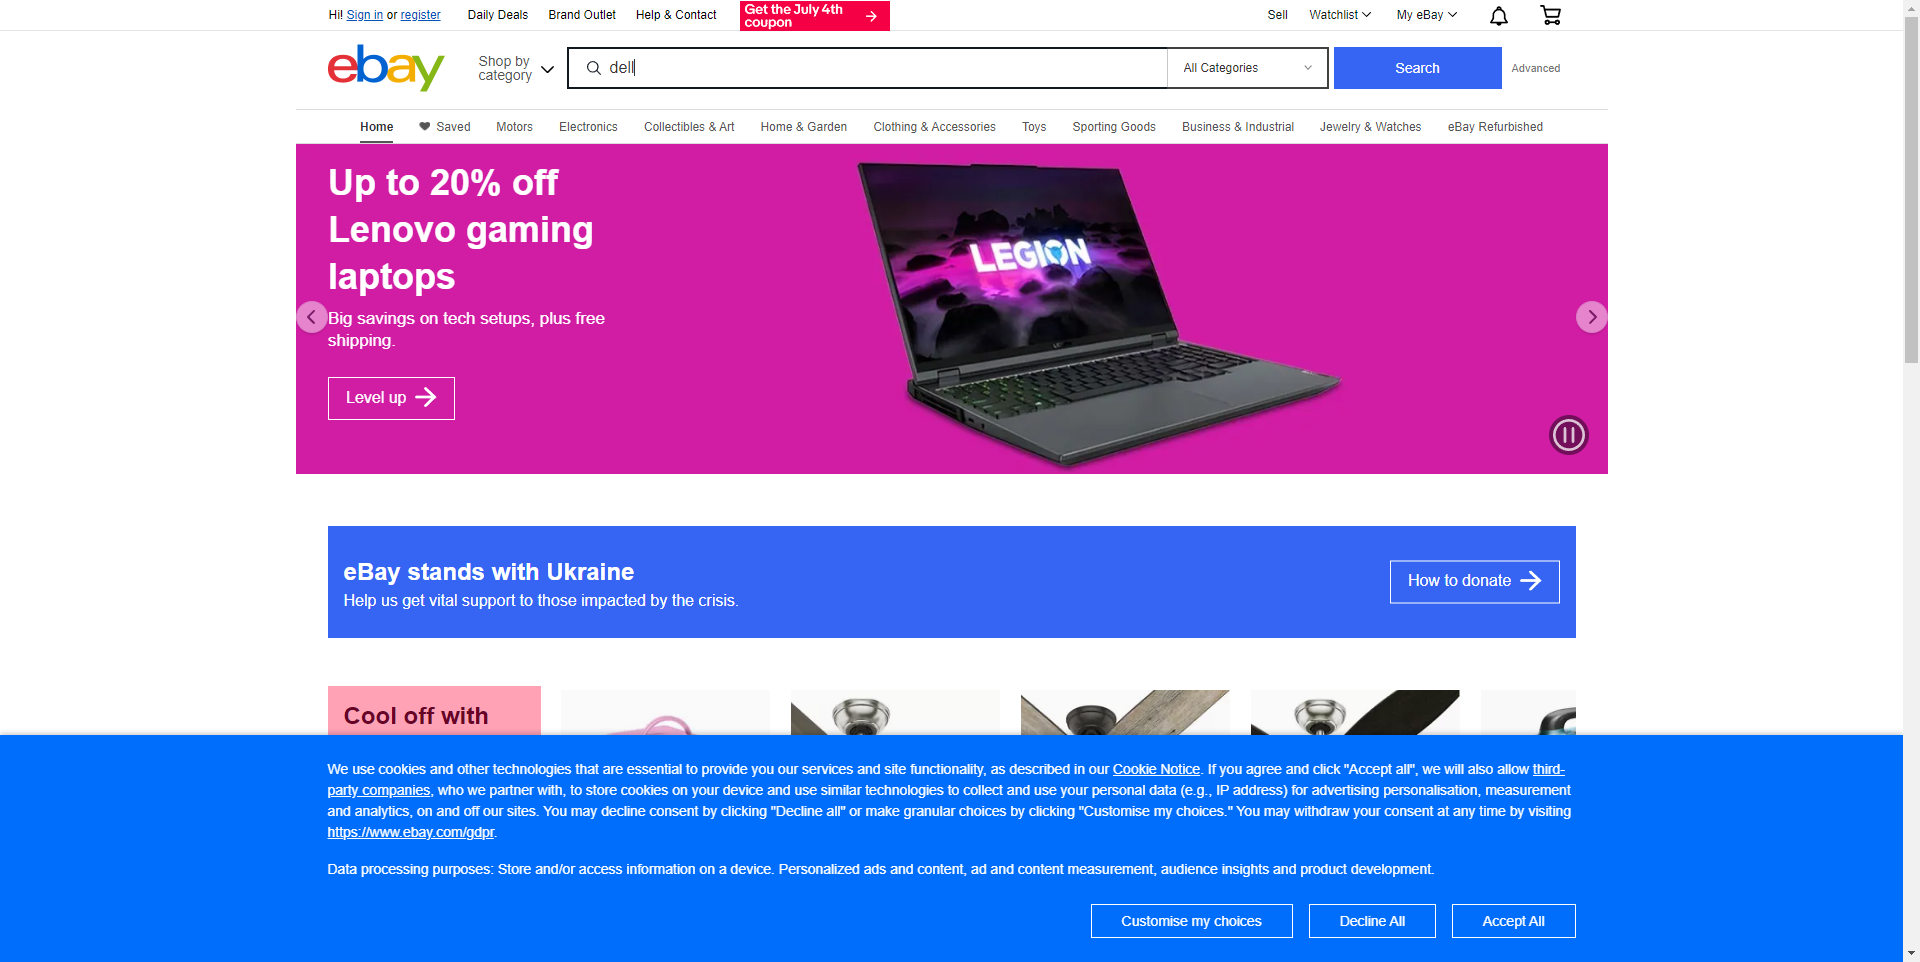 Hi! Sign in or register
Daily Deals
Brand Outlet
Help & Contact
Get the July 4th
coupon
Sell
Watchlist
My eBay
ebay
Shop by
category
dell
All Categories
Search
Advanced
Home
Saved
Motors
Electronics
Collectibles & Art
Home & Garden
Clothing & Accessories
Toys
Sporting Goods
Business & Industrial
Jewelry & Watches
eBay Refurbished
Up to 20% off
Lenovo gaming
laptops
Big savings on tech setups, plus free
shipping.
Level up
LEGION
eBay stands with Ukraine
Help us get vital support to those impacted by the crisis.
How to donate
Cool off with
We use cookies and other technologies that are essential to provide you our services and site functionality, as described in our Cookie Notice. If you agree and click "Accept all", we will also allow third-
party companies, who we partner with, to store cookies on your device and use similar technologies to collect and use your personal data (e.g., IP address) for advertising personalisation, measurement
and analytics, on and off our sites. You may decline consent by clicking "Decline all" or make granular choices by clicking "Customise my choices." You may withdraw your consent at any time by visiting
https://www.ebay.com/gdpr.
Data processing purposes: Store and/or access information on a device. Personalized ads and content, ad and content measurement, audience insights and product development.
Customise my choices
Decline All
Accept All